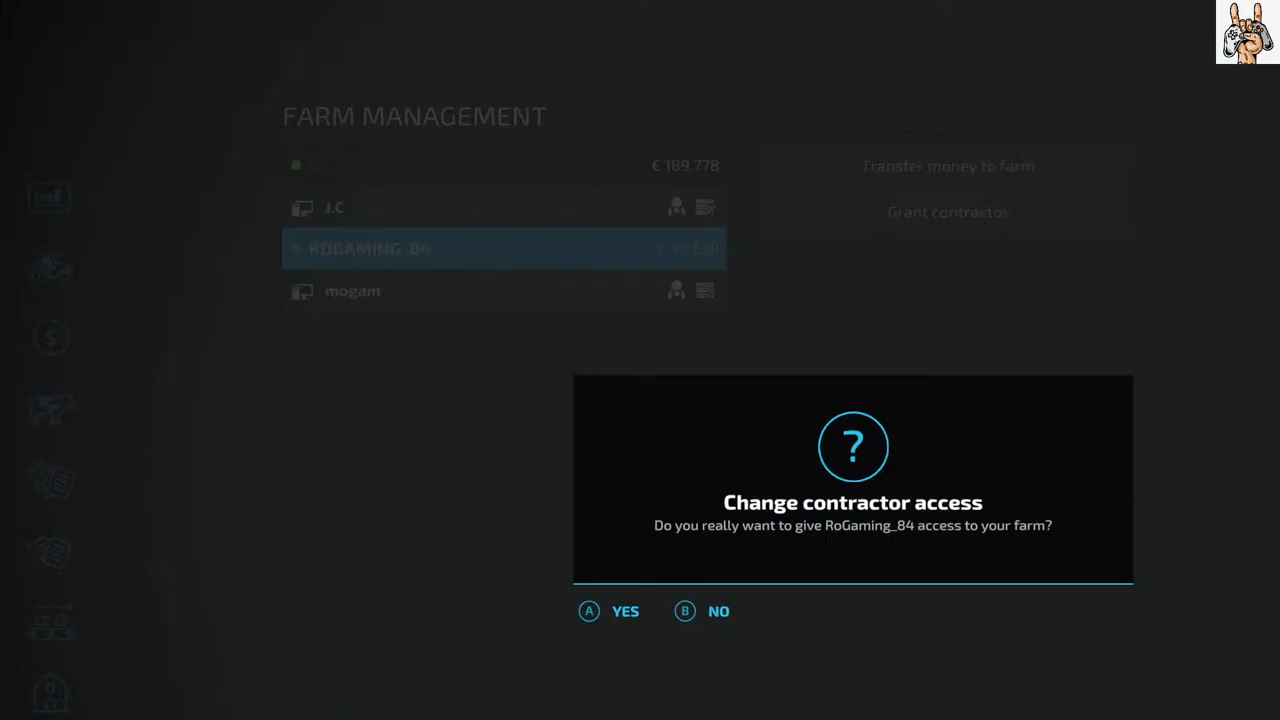 FARM MANAGEMENT
€ 189,778
Transfer money to farm
J.C
Grant contractor
ROGAMING_84
mogam
?
Change contractor access
Do you really want to give RoGaming_84 access to your farm?
A YES B NO